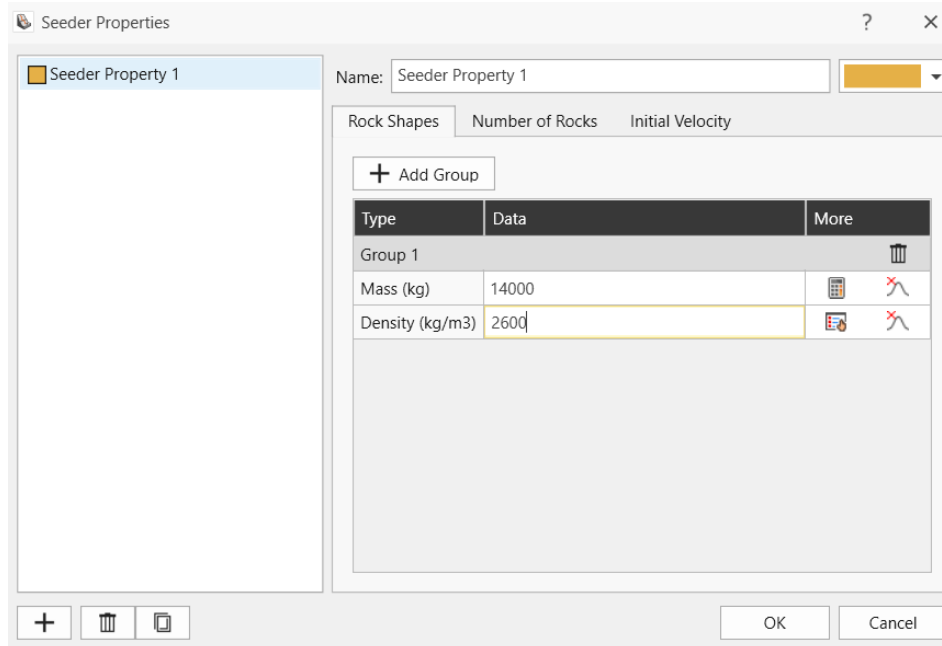 Seeder Properties ?
Seeder Property 1
Name: Seeder Property 1
Rock Shapes Number of Rocks Initial Velocity
Add Group
Type Data More
Group 1
Mass (kg) 14000
Density (kg/m3) 2600
OK Cancel